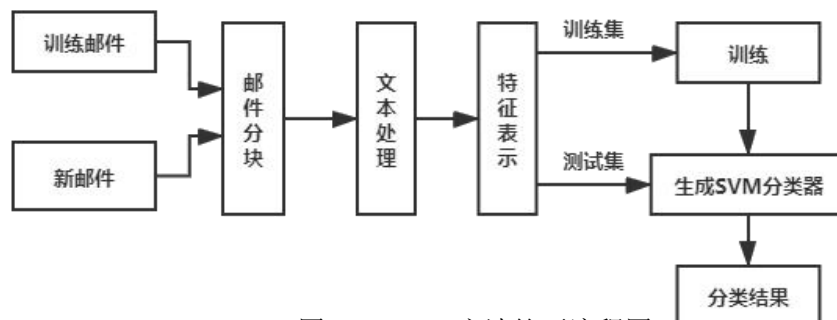 训练邮件
新邮件
邮件分块
文本处理
特征表示
训练集
测试集
训练
生成SVM分类器
分类结果